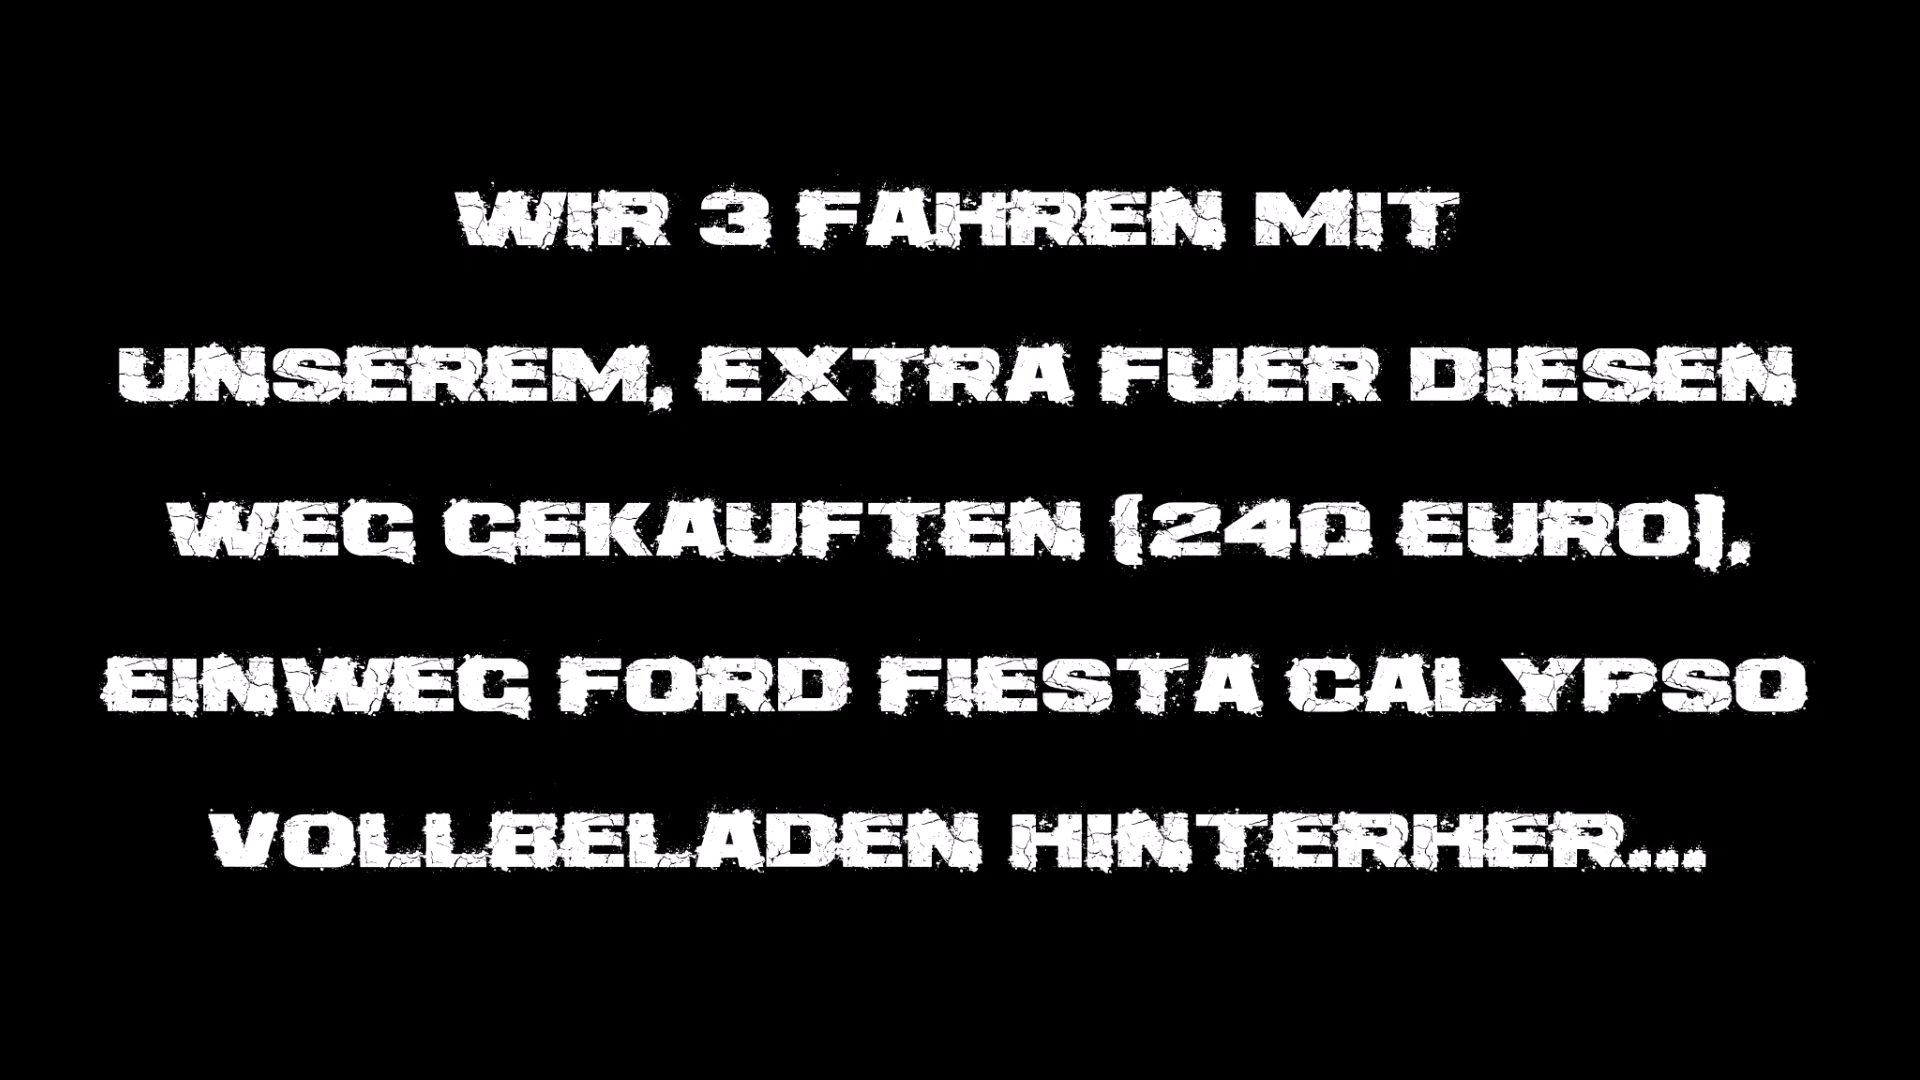 WIR 3 FAHREN MIT
UNSEREM, EXTRA FUER DIESEN
WEG GEKAUFTEN (240 EURO),
EINWEG FORD FIESTA CALYPSO
VOLLBELADEN HINTERHER...